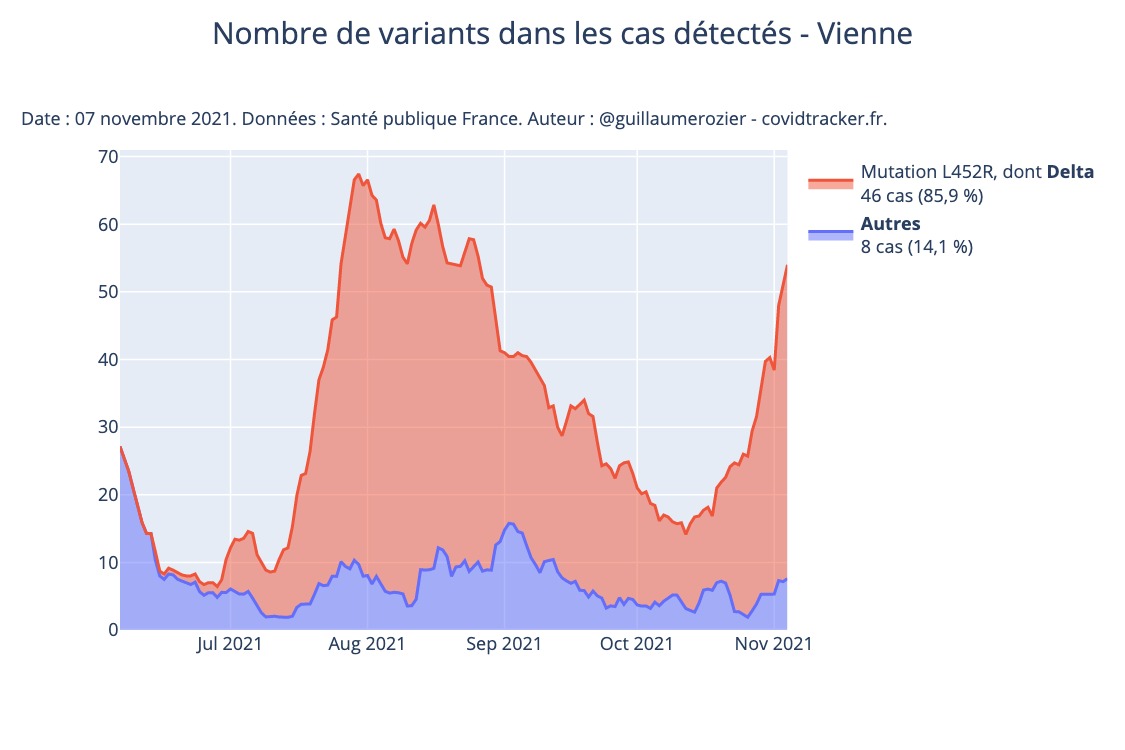 Nombre de variants dans les cas détectés - Vienne
Date : 07 novembre 2021. Données : Santé publique France. Auteur : @guillaumerozier - covidtracker.fr.
70
60
50
40
30
20
10
0
Jul 2021
Aug 2021
Sep 2021
Oct 2021
Nov 2021
Mutation L452R, dont Delta
46 cas (85,9 %)
Autres
8 cas (14,1 %)